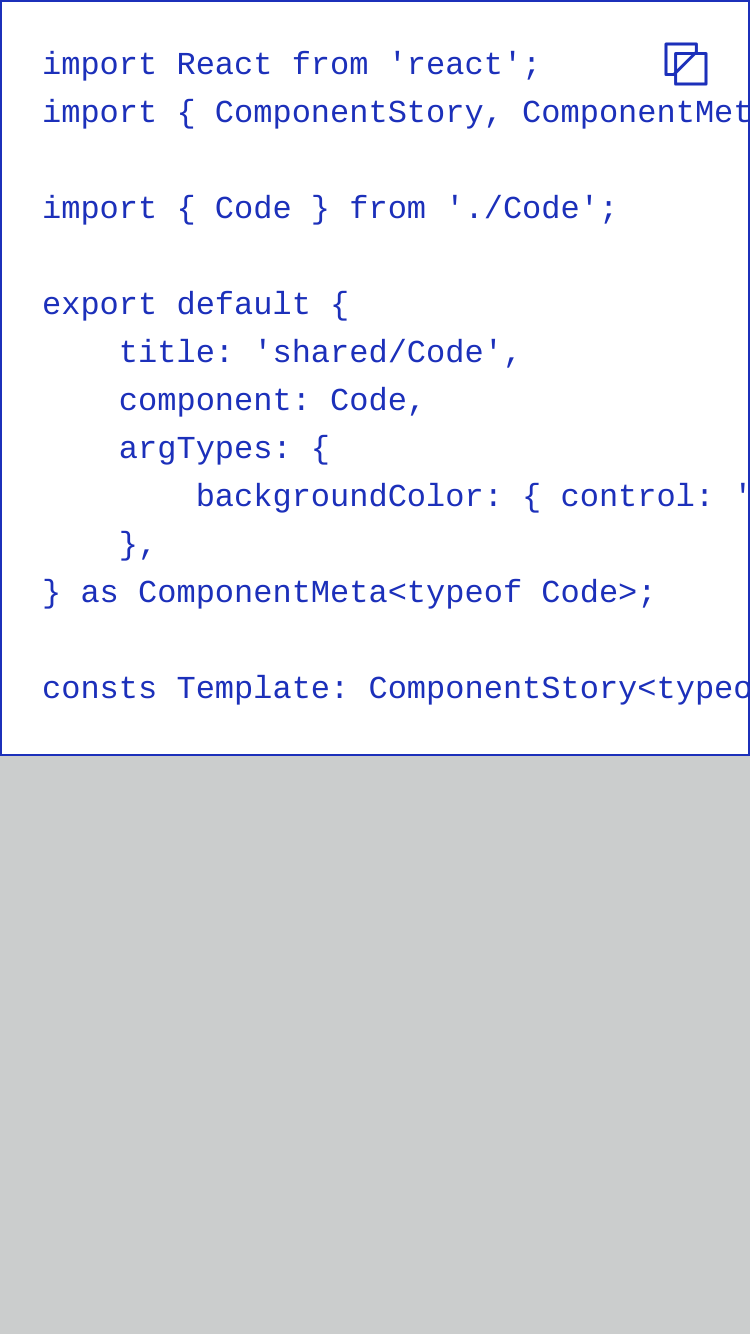 import React from 'react';
import { ComponentStory, ComponentMet
import { Code } from './Code';
export default {
title: 'shared/Code',
component: Code,
argTypes: {
backgroundColor: { control: '
},
} as ComponentMeta<typeof Code>;
consts Template: ComponentStory<typeo